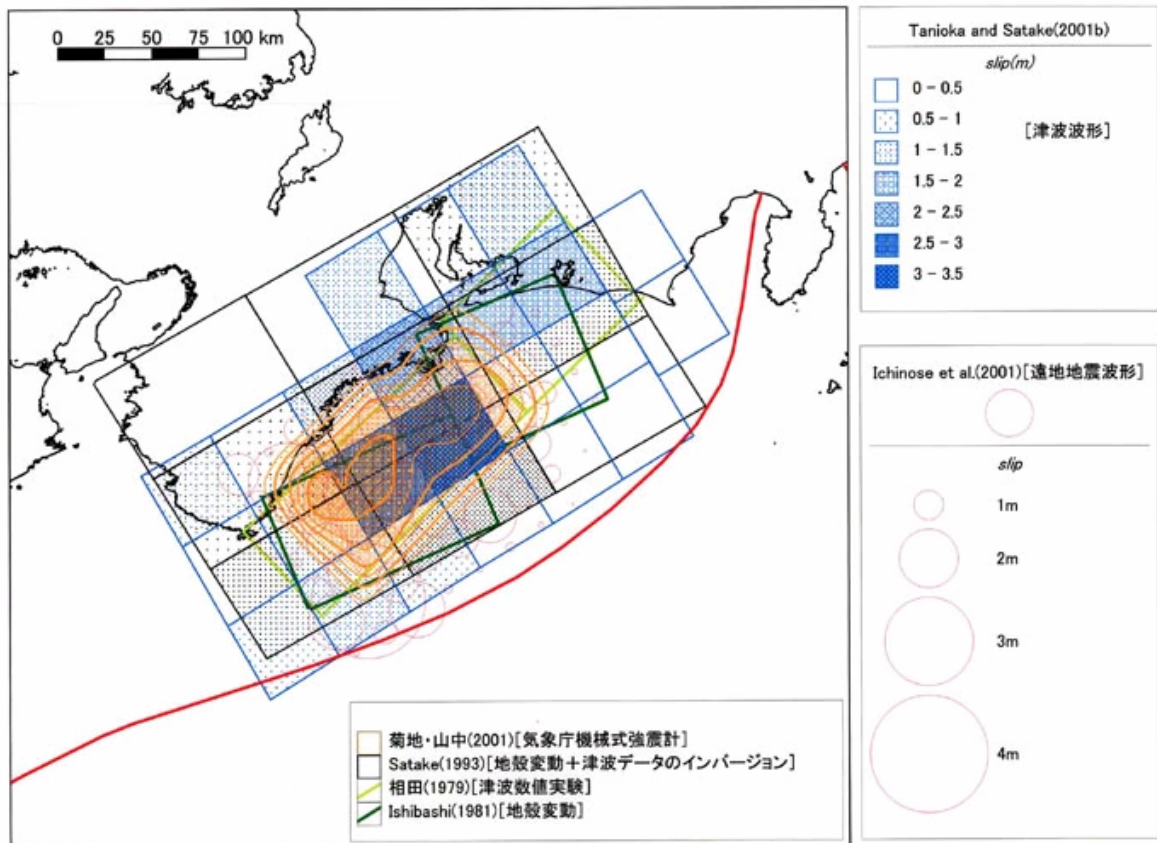 0 25 50 75 100 km
Tanioka and Satake(2001b)
slip(m)
0 - 0.5
0.5 - 1
1 - 1.5
1.5 - 2
2 - 2.5
2.5 - 3
3 - 3.5
[津波波形]
Ichinose et al.(2001)[遠地地震波形]
slip
1m
2m
3m
4m
菊地・山中(2001)[気象庁機械式強震計]
Satake(1993)[地殻変動+津波データのインバージョン]
相田(1979)[津波数値実験]
Ishibashi(1981)[地殻変動]